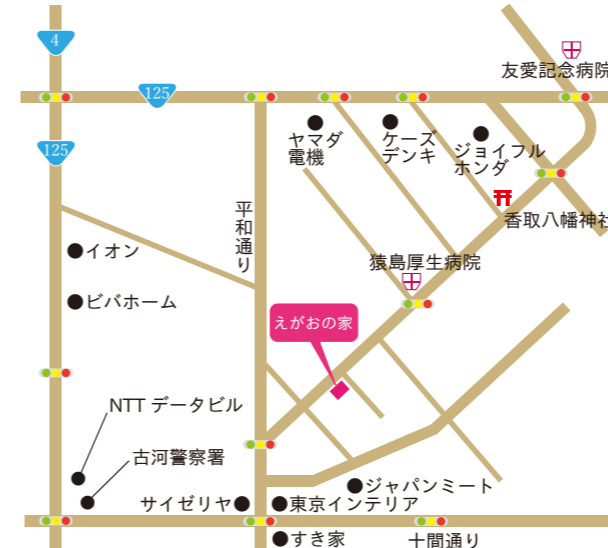 4
友愛記念病院
125
125
ヤマダ
電機
ケーズ
デンキ
ジョイフル
ホンダ
平和通り
香取八幡神社
イオン
猿島厚生病院
ビバホーム
えがおの家
NTT データビル
古河警察署
ジャパンミート
サイゼリヤ
東京インテリア
すき家
十間通り